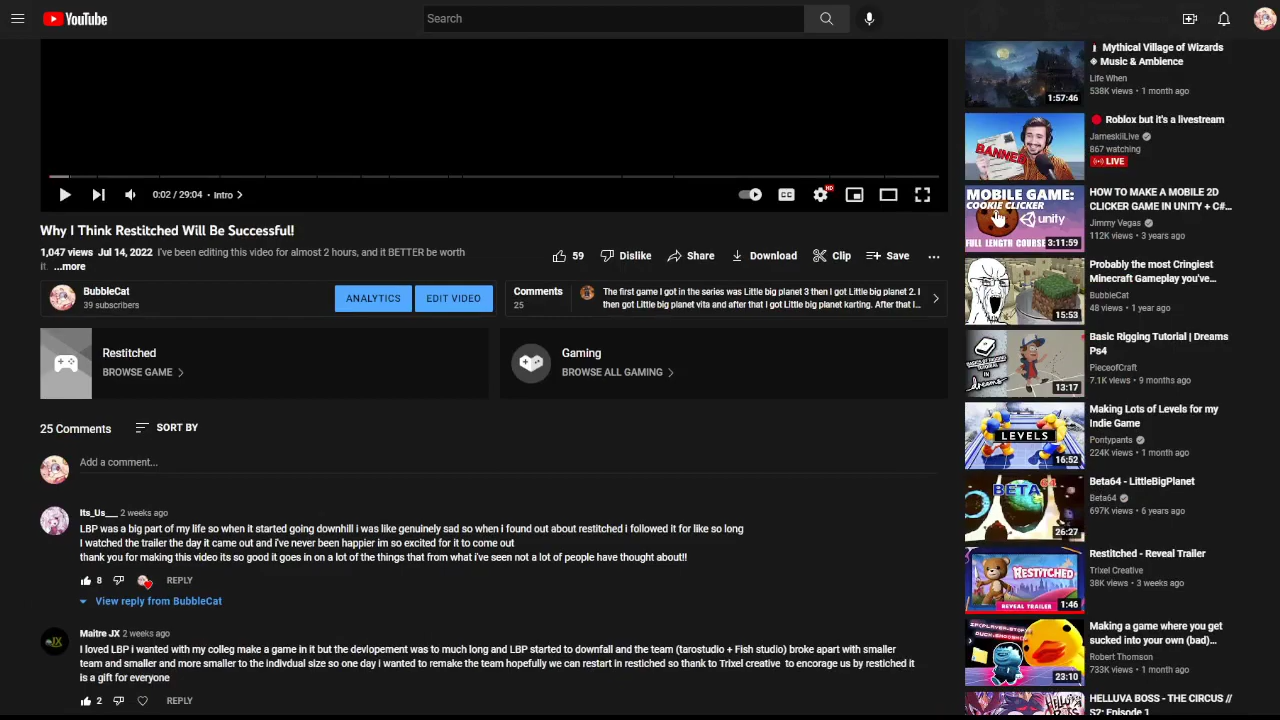 YouTube
Search
0:02 / 29:04 • Intro
HD
Why I Think Restitched Will Be Successful!
1,047 views Jul 14, 2022 I've been editing this video for almost 2 hours, and it BETTER be worth
it. ...more
59
Dislike
Share
Download
Clip
Save
BubbleCat
39 subscribers
ANALYTICS
EDIT VIDEO
Comments
25
The first game I got in the series was Little big planet 3 then I got Little big planet 2. I
then got Little big planet vita and after that I got Little big planet karting. After that i...
Restitched
BROWSE GAME
Gaming
BROWSE ALL GAMING
25 Comments
SORT BY
Add a comment...
Its_Us__ 2 weeks ago
LBP was a big part of my life so when it started going downhill i was like genuinely sad so when i found out about restitched i followed it for like so long
I watched the trailer the day it came out and i've never been happier im so excited for it to come out
thank you for making this video its so good it goes in on a lot of the things that from what i've seen not a lot of people have thought about!!
8
REPLY
View reply from BubbleCat
JX
Maitre JX 2 weeks ago
I loved LBP i wanted with my colleg make a game in it but the devlopement was to much long and LBP started to downfall and the team (tarostudio + Fish studio) broke apart with smaller
team and smaller and more smaller to the indivdual size so one day i wanted to remake the team hopefully we can restart in restiched so thank to Trixel creative to encorage us by restiched it
is a gift for everyone
2
REPLY
Mythical Village of Wizards
◈ Music & Ambience
Life When
538K views • 1 month ago
1:57:46
Roblox but it's a livestream
JameskiiLive
867 watching
LIVE
BANNED
MOBILE GAME:
COOKIE CLICKER
unity
FULL LENGTH COURSE
3:11:59
HOW TO MAKE A MOBILE 2D
CLICKER GAME IN UNITY + C#...
Jimmy Vegas
112K views • 3 years ago
15:53
Probably the most Cringiest
Minecraft Gameplay you've...
BubbleCat
48 views • 1 year ago
dreams
13:17
Basic Rigging Tutorial | Dreams
Ps4
PieceofCraft
7.1K views • 9 months ago
LEVELS
16:52
Making Lots of Levels for my
Indie Game
Pontypants
224K views • 1 month ago
BETA 64
26:27
Beta64 - LittleBigPlanet
Beta64
697K views • 6 years ago
RESTITCHED
REVEAL TRAILER
1:46
Restitched - Reveal Trailer
Trixel Creative
38K views • 3 weeks ago
23:10
Making a game where you get
sucked into your own (bad)...
Robert Thomson
733K views • 1 month ago
HELLUVA BOSS - THE CIRCUS //
S2: Episode 1